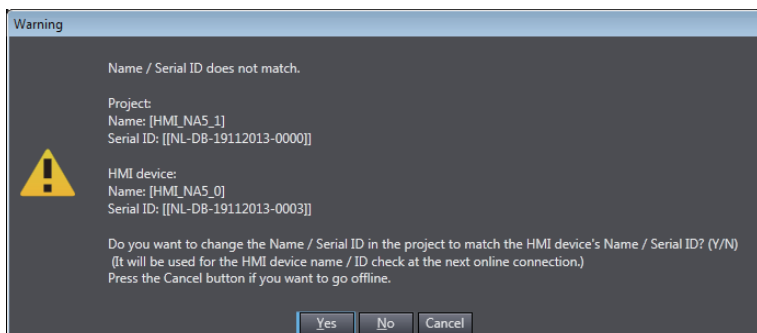 Warning
Name / Serial ID does not match.
Project:
Name: [HMI_NA5_1]
Serial ID: [[NL-DB-19112013-0000]]
HMI device:
Name: [HMI_NA5_0]
Serial ID: [[NL-DB-19112013-0003]]
Do you want to change the Name / Serial ID in the project to match the HMI device's Name / Serial ID? (Y/N)
(It will be used for the HMI device name / ID check at the next online connection.)
Press the Cancel button if you want to go offline.
Yes No Cancel